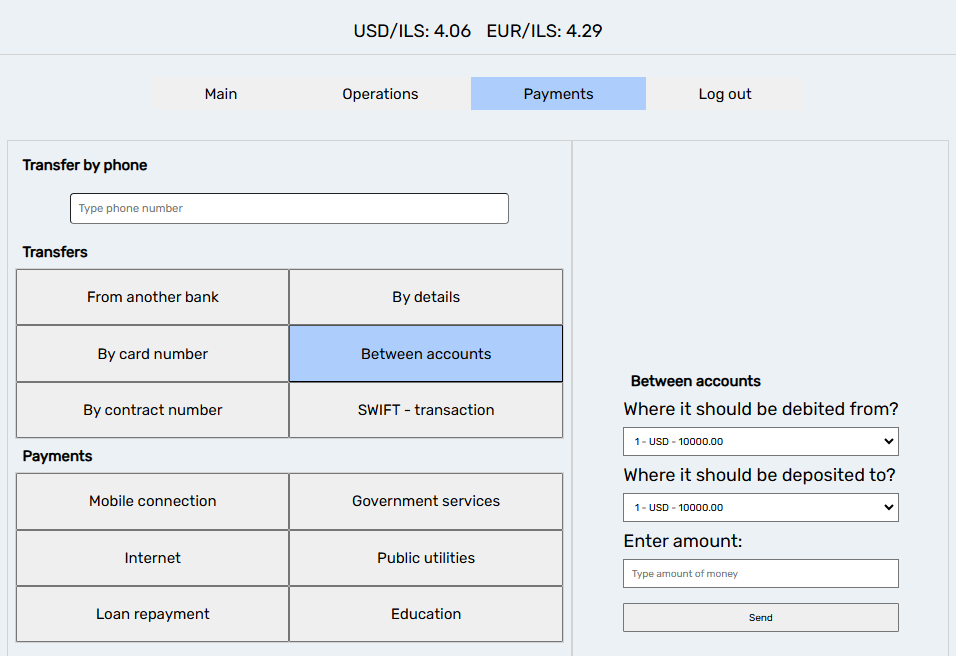 USD/ILS: 4.06 EUR/ILS: 4.29
Main Operations Payments Log out
Transfer by phone
Type phone number
Transfers
From another bank By details
By card number Between accounts
By contract number SWIFT - transaction
Payments
Mobile connection Government services
Internet Public utilities
Loan repayment Education
Between accounts
Where it should be debited from?
1 - USD - 10000.00
Where it should be deposited to?
1 - USD - 10000.00
Enter amount:
Type amount of money
Send